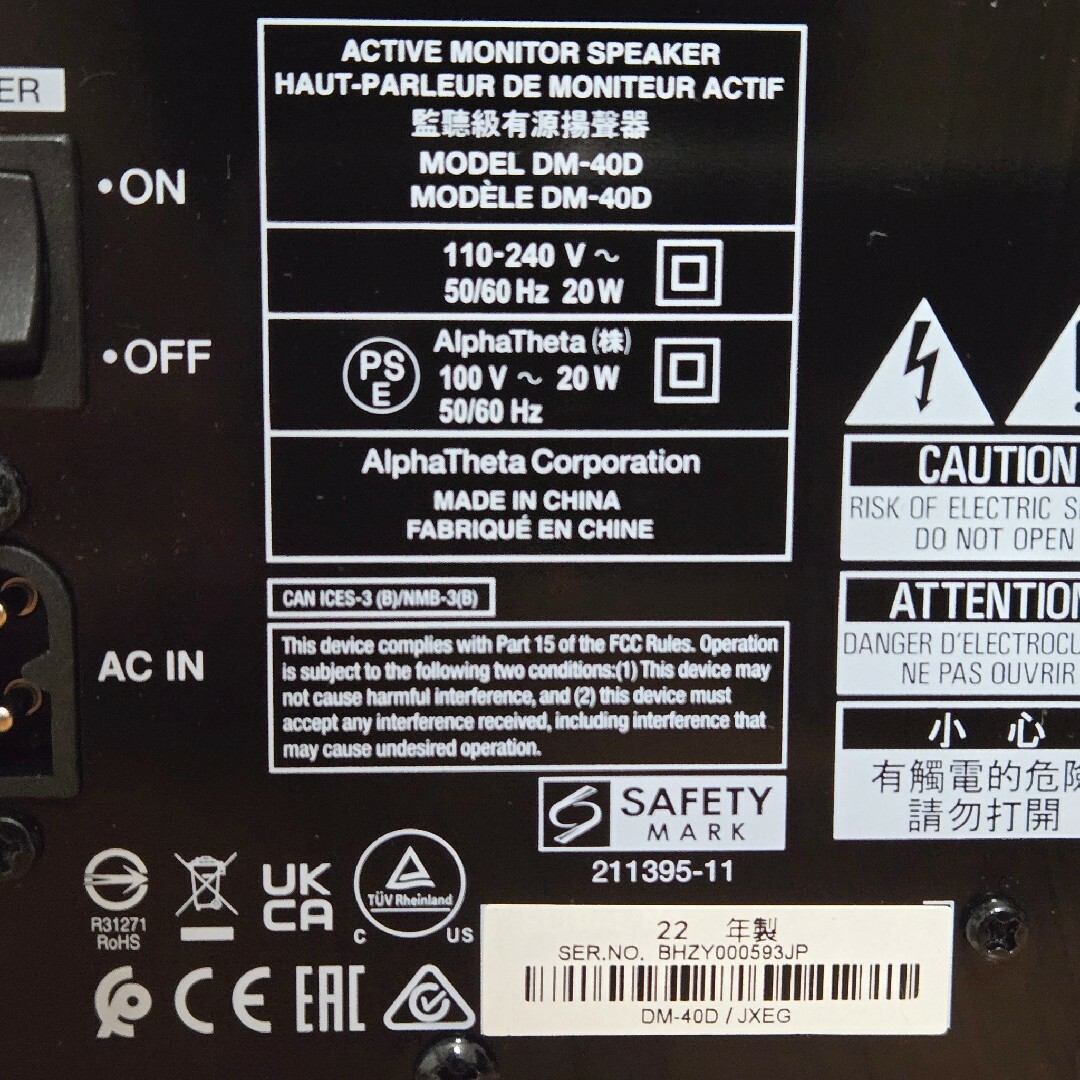 ACTIVE MONITOR SPEAKER
HAUT-PARLEUR DE MONITEUR ACTIF
監聽級有源揚聲器
MODEL DM-40D
MODÈLE DM-40D
ER
•ON
•OFF
110-240 V ~
50/60 Hz 20 W
PS
E
AlphaTheta (株)
100 V ~ 20 W
50/60 Hz
AlphaTheta Corporation
MADE IN CHINA
FABRIQUÉ EN CHINE
CAUTION
RISK OF ELECTRIC S
DO NOT OPEN
ATTENTION
DANGER D'ELECTROCU
NE PAS OUVRIR
小 心
有觸電的危險
請勿打開
AC IN
CAN ICES-3 (B)/NMB-3(B)
This device complies with Part 15 of the FCC Rules. Operation
is subject to the following two conditions:(1) This device may
not cause harmful interference, and (2) this device must
accept any interference received, including interference that
may cause undesired operation.
SAFETY
MARK
211395-11
R31271
RoHS
UK
CA
TÜV Rheinland
C US
CE EAC
22 年製
SER.NO. BHZY000593JP
DM-40D / JXEG